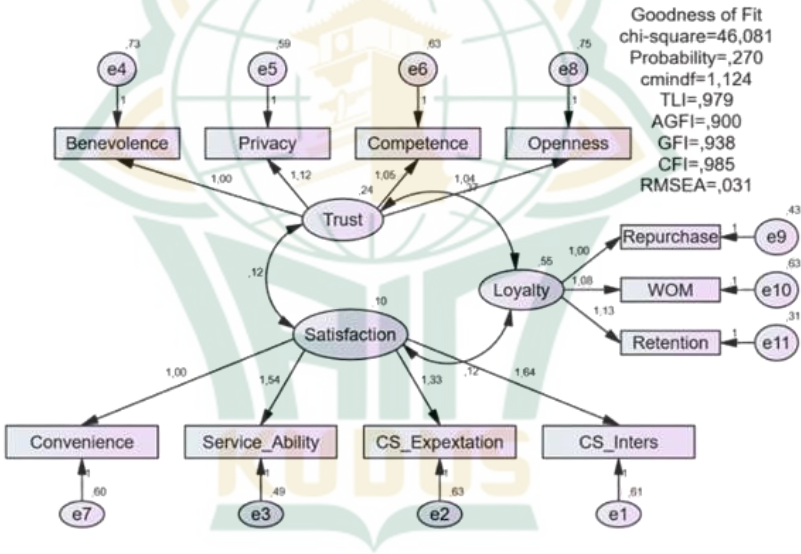 Goodness of Fit
chi-square=46,081
Probability=,270
cmindf=1,124
TLI=,979
AGFI=,900
GFI=,938
CFI=,985
RMSEA=,031
,73 ,59 ,63 ,75
e4 e5 e6 e8
1 1 1 1
Benevolence Privacy Competence Openness
1,00 1,12 1,05 1,04
,24
Trust
,43
Repurchase 1 e9
1,00
,55
Loyalty
,12
,63
1,08 WOM 1 e10
,31
1,13 Retention 1 e11
,10
Satisfaction
,12
1,00 1,54 1,33 1,64
Convenience Service_Ability CS_Expextation CS_Inters
1 1 1 1
,60 ,49 ,63 ,61
e7 e3 e2 e1
KUDUS